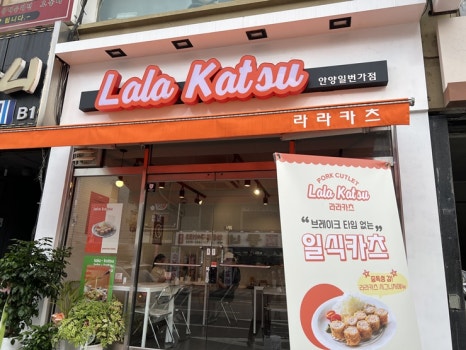 Lala Katsu
안양일번가점
라라카츠
B1
PORK CUTLET
Lala Katsu
라라카츠
“브레이크 타임 없는”
일식카츠